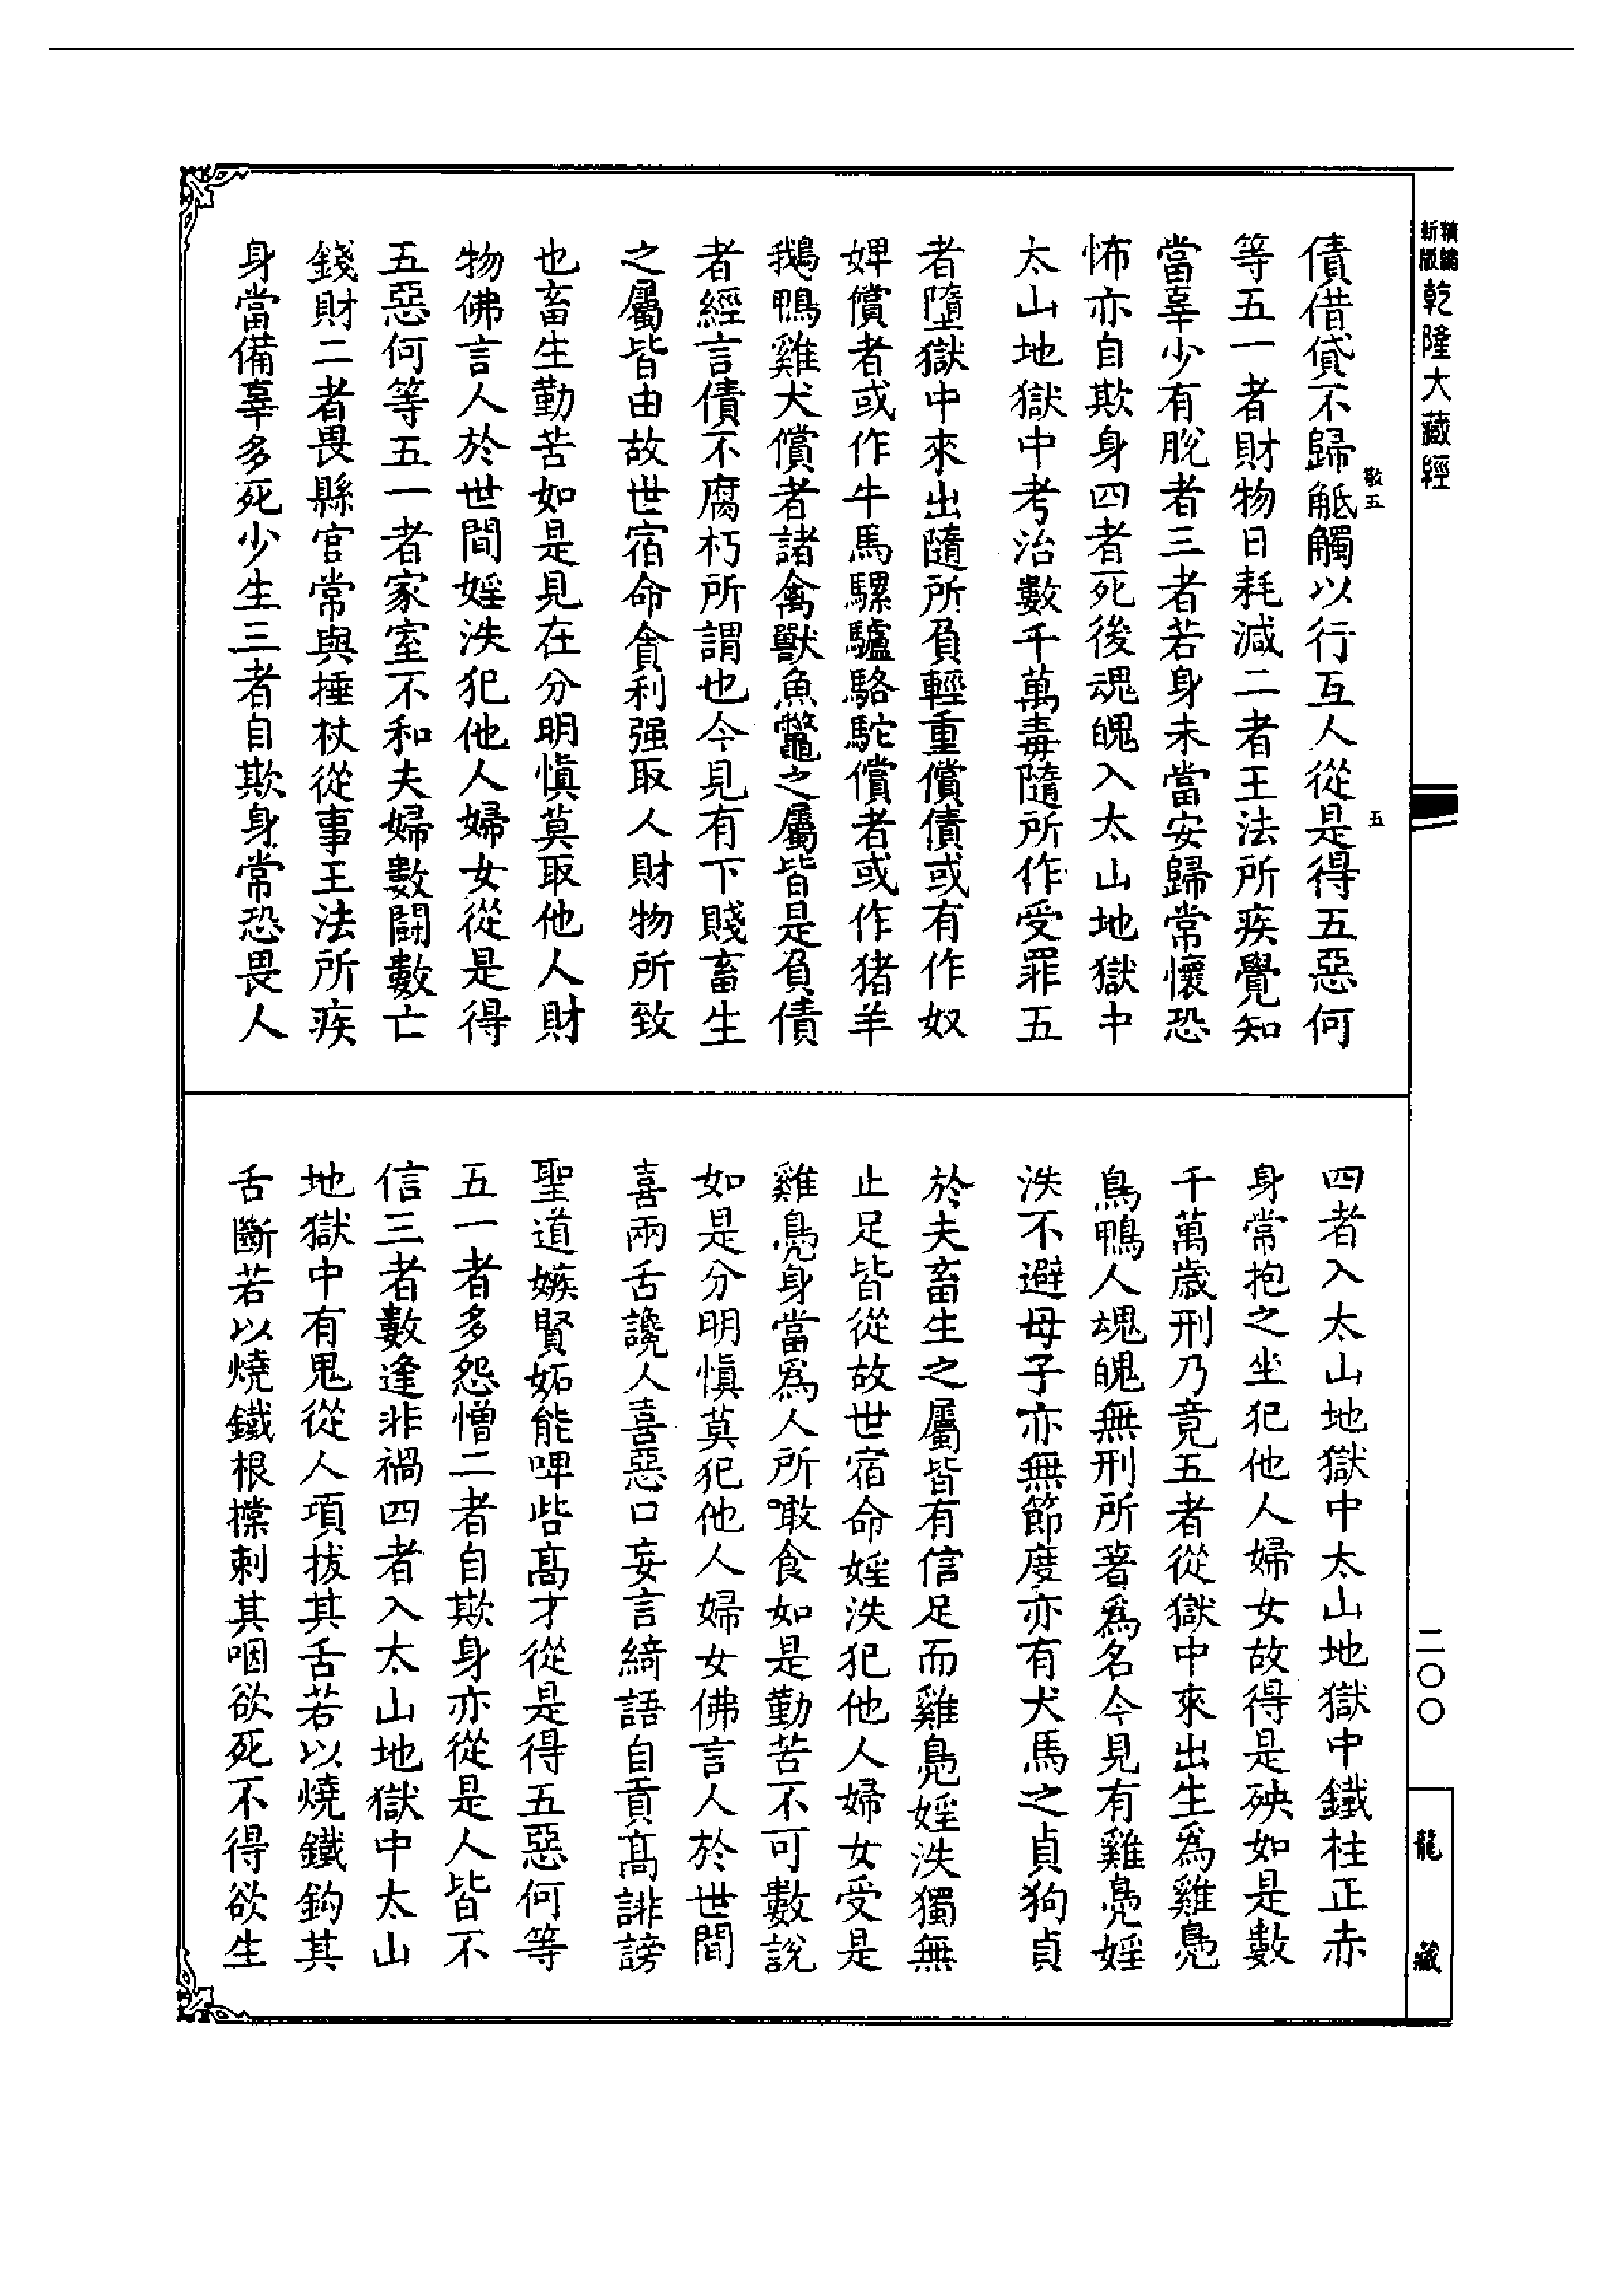 精編
新版
乾隆大藏經
二〇〇
龍藏
敬五
五
債借貸不歸觝觸以行互人從是得五惡何
等五一者財物日耗減二者王法所疾覺知
當辜少有脫者三者若身未當安歸常懷恐
怖亦自欺身四者死後魂魄入太山地獄中
太山地獄中考治數千萬毒隨所作受罪五
者墮獄中來出隨所負輕重償債或有作奴
婢償者或作牛馬騾驢駱駝償者或作猪羊
鵝鴨雞犬償者諸禽獸魚鼈之屬皆是負債
者經言債不腐朽所謂也今見有下賤畜生
之屬皆由故世宿命貪利强取人財物所致
也畜生勤苦如是見在分明慎莫取他人財
物佛言人於世間婬泆犯他人婦女從是得
五惡何等五一者家室不和夫婦數鬪數亡
錢財二者畏縣官常與捶杖從事王法所疾
身當備辜多死少生三者自欺身常恐畏人
四者入太山地獄中太山地獄中鐵柱正赤
身常抱之坐犯他人婦女故得是殃如是數
千萬歲刑乃竟五者從獄中來出生爲雞鳧
鳥鴨人魂魄無刑所著爲名今見有雞鳧婬
泆不避母子亦無節度亦有犬馬之貞狗貞
於夫畜生之屬皆有信足而雞鳧婬泆獨無
止足皆從故世宿命婬泆犯他人婦女受是
雞鳧身當爲人所噉食如是勤苦不可數說
如是分明慎莫犯他人婦女佛言人於世間
喜兩舌讒人喜惡口妄言綺語自貢高誹謗
聖道嫉賢妬能啤呰高才從是得五惡何等
五一者多怨憎二者自欺身亦從是人皆不
信三者數逢非禍四者入太山地獄中太山
地獄中有鬼從人項拔其舌若以燒鐵鈎其
舌斷若以燒鐵根揲刺其咽欲死不得欲生